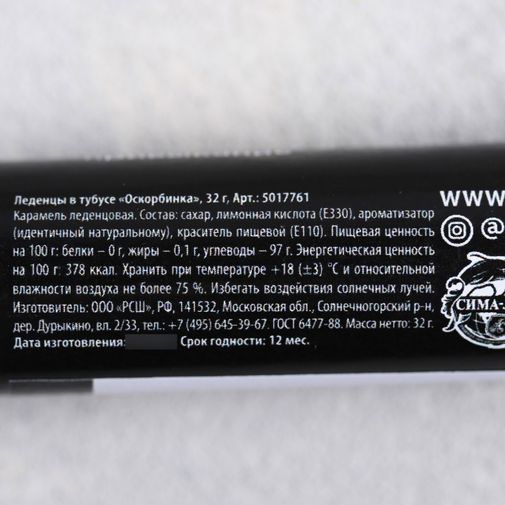 Леденцы в тубусе «Оскорбинка», 32 г, Арт.: 5017761
Карамель леденцовая. Состав: сахар, лимонная кислота (Е330), ароматизатор
(идентичный натуральному), краситель пищевой (Е110). Пищевая ценность
на 100 г: белки – 0 г, жиры – 0,1 г, углеводы – 97 г. Энергетическая ценность
на 100 г: 378 ккал. Хранить при температуре +18 (±3) °С и относительной
влажности воздуха не более 75 %. Избегать воздействия солнечных лучей.
Изготовитель: ООО «РСШ», РФ, 141532, Московская обл., Солнечногорский р-н,
дер. Дурыкино, вл. 2/33, тел.: +7 (495) 645-39-67. ГОСТ 6477-88. Масса нетто: 32 г.
Дата изготовления: Срок годности: 12 мес.
www
@
СИМА-